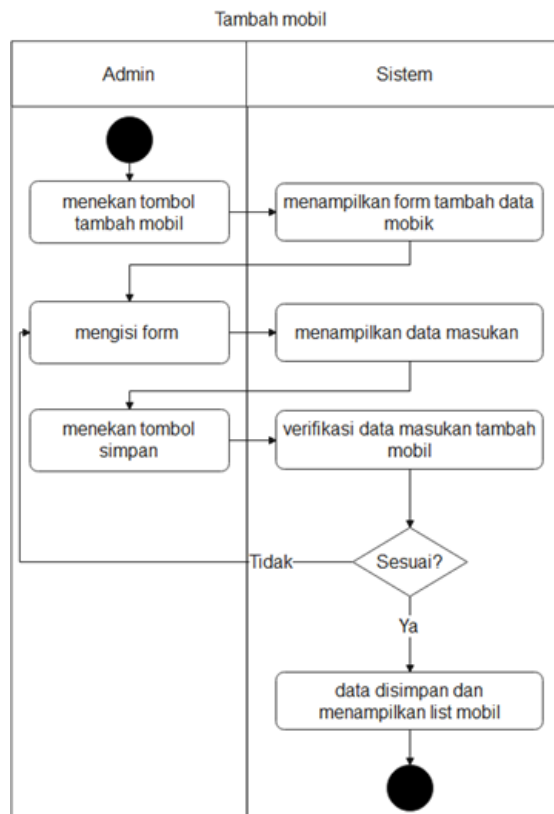 Tambah mobil
Admin
Sistem
menekan tombol
tambah mobil
menampilkan form tambah data
mobik
mengisi form
menampilkan data masukan
menekan tombol
simpan
verifikasi data masukan tambah
mobil
Sesuai?
Tidak
Ya
data disimpan dan
menampilkan list mobil